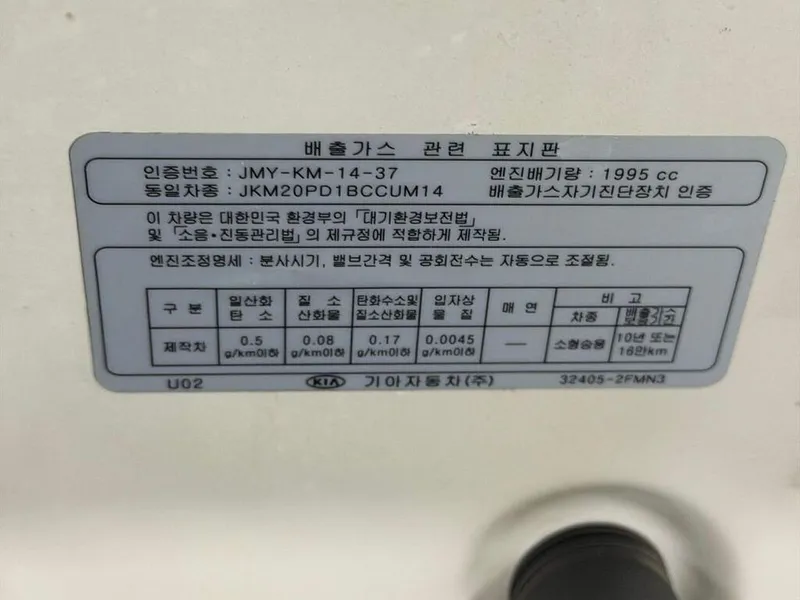 배출가스 관련 표지판
인증번호 : JMY-KM-14-37 엔진배기량 : 1995 cc
동일차종 : JKM20PD1BCCUM14 배출가스자기진단장치 인증
이 차량은 대한민국 환경부의 「대기환경보전법」
및 「소음·진동관리법」의 제규정에 적합하게 제작됨.
엔진조정명세 : 분사시기, 밸브간격 및 공회전수는 자동으로 조절됨.
구 분 일산화 탄 소 질 소 산화물 탄화수소및 질소산화물 입자상 물 질 매 연 비 고
차종 배출가스 보증기간
제작차 0.5 g/km이하 0.08 g/km이하 0.17 g/km이하 0.0045 g/km이하 — 소형승용 10년 또는 16만km
U02 KIA 기아자동차(주) 32405-2FMN3